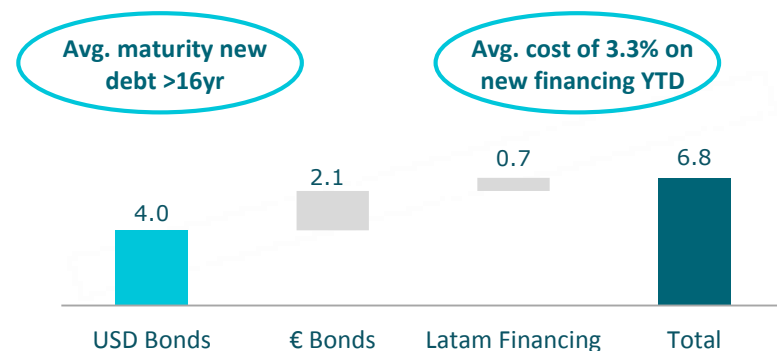 Avg. maturity new
debt >16yr
Avg. cost of 3.3% on
new financing YTD
4.0
2.1
0.7
6.8
USD Bonds
€ Bonds
Latam Financing
Total